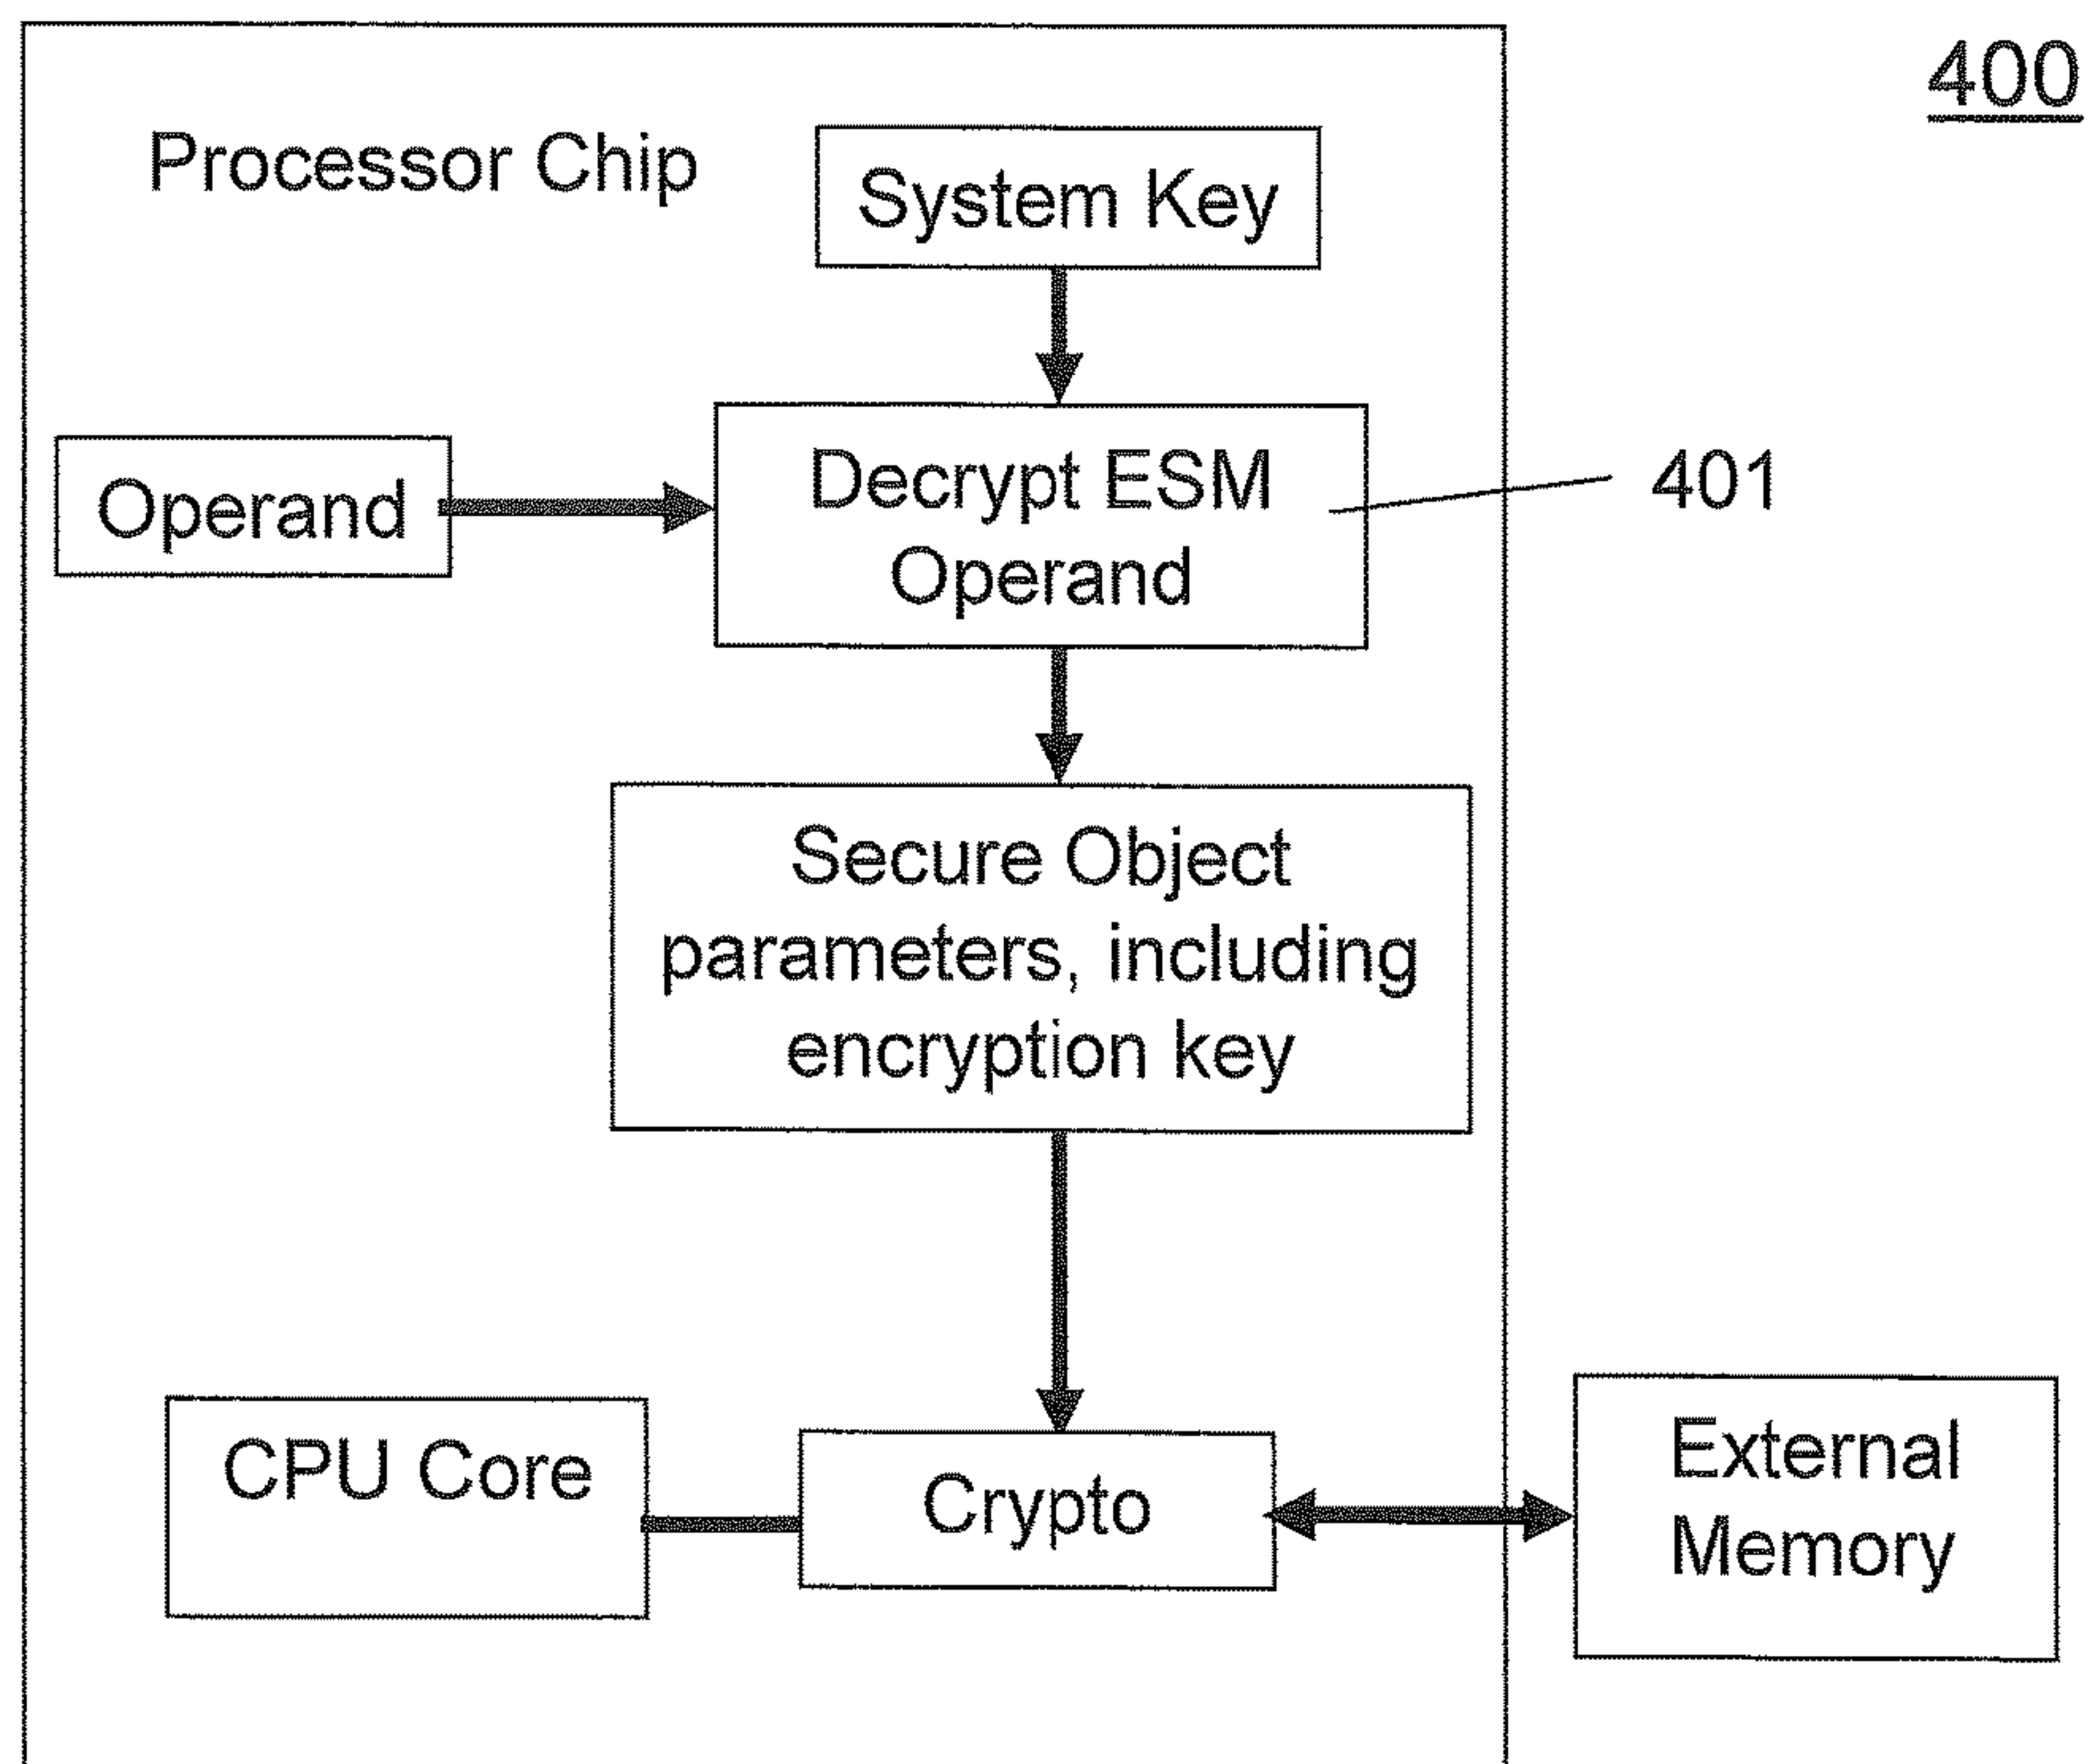 400
Processor Chip
System Key
Operand
Decrypt ESM
Operand
401
Secure Object
parameters, including
encryption key
CPU Core
Crypto
External
Memory